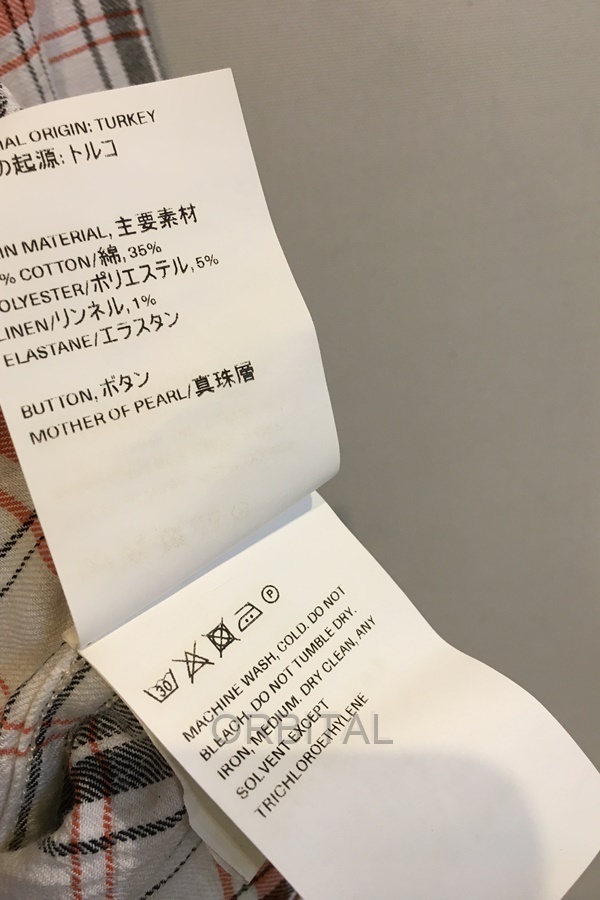 IAL ORIGIN: TURKEY
の起源: トルコ
IN MATERIAL, 主要素材
% COTTON/綿, 35%
OLYESTER/ポリエステル, 5%
LINEN/リンネル, 1%
ELASTANE/エラスタン
BUTTON, ボタン
MOTHER OF PEARL/真珠層
30 P
MACHINE WASH, COLD. DO NOT
BLEACH. DO NOT TUMBLE DRY.
IRON, MEDIUM. DRY CLEAN, ANY
SOLVENT EXCEPT
TRICHLOROETHYLENE
ORBITAL